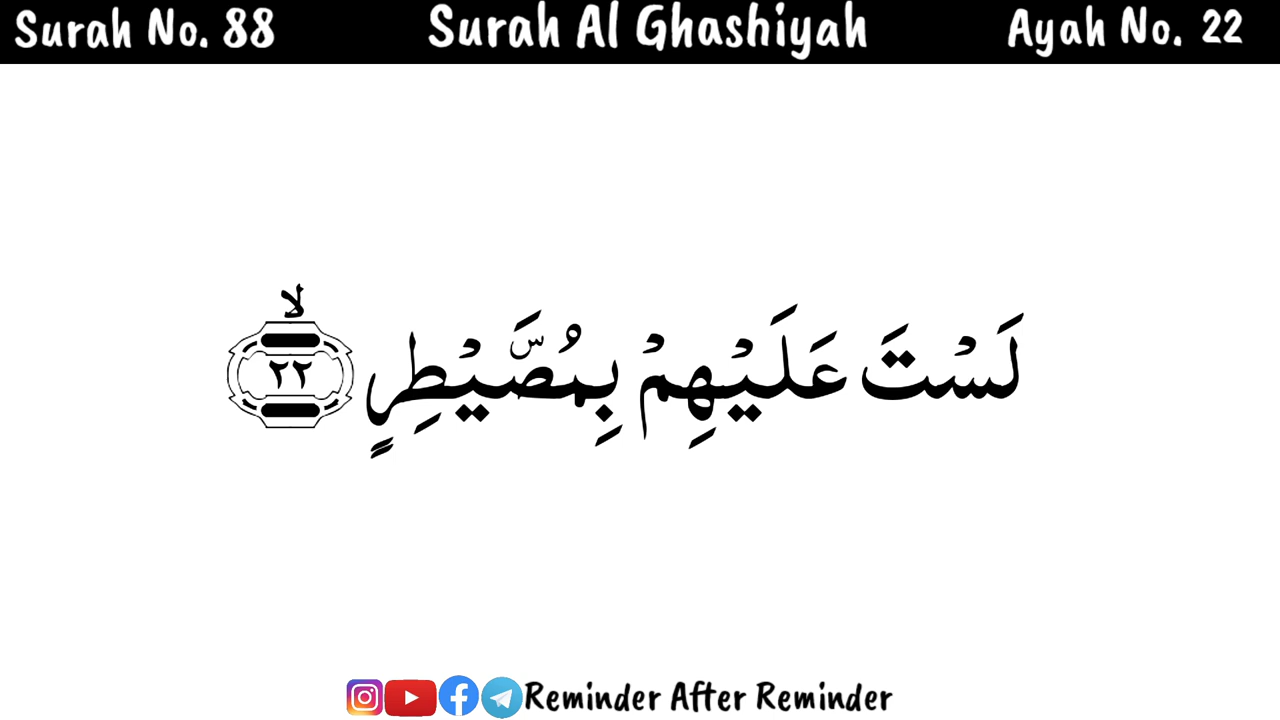 Surah No. 88 Surah Al Ghashiyah Ayah No. 22
لَسْتَ عَلَيْهِمْ بِمُصَۜيْطِرٍ ۙ ٢٢
Reminder After Reminder